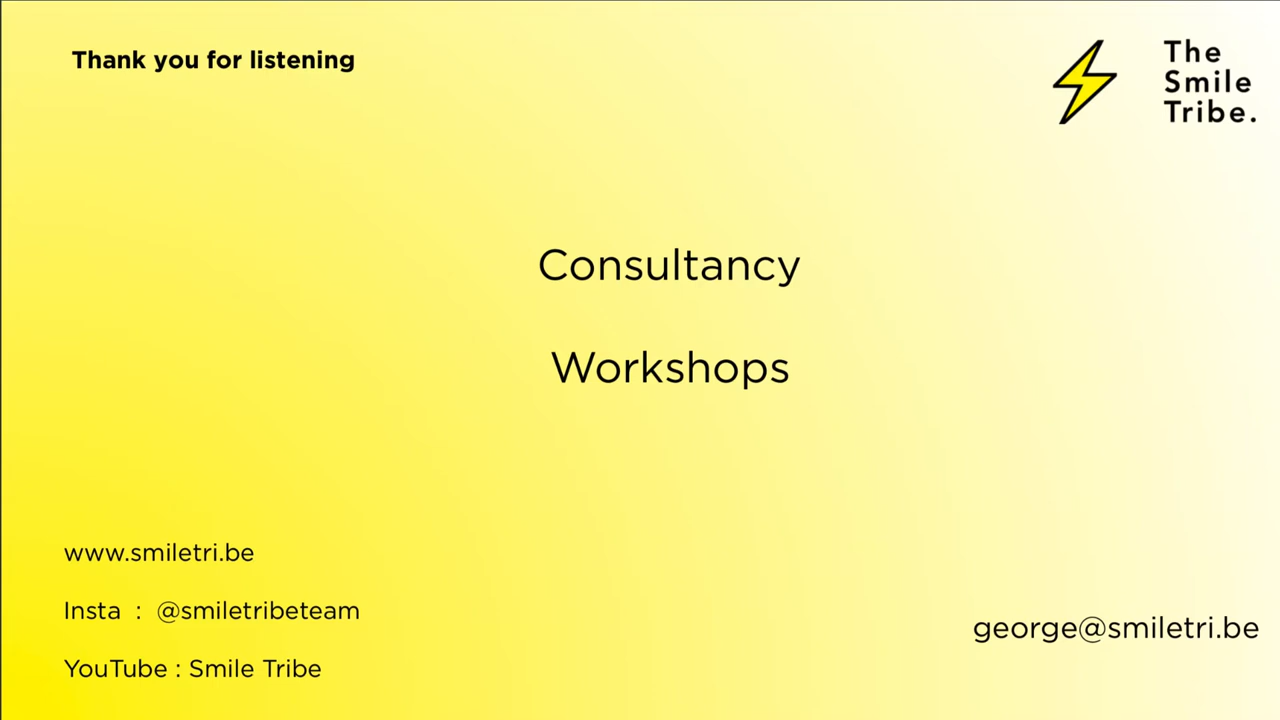 Thank you for listening
The
Smile
Tribe.
Consultancy
Workshops
www.smiletri.be
Insta : @smiletribeteam
YouTube : Smile Tribe
george@smiletri.be